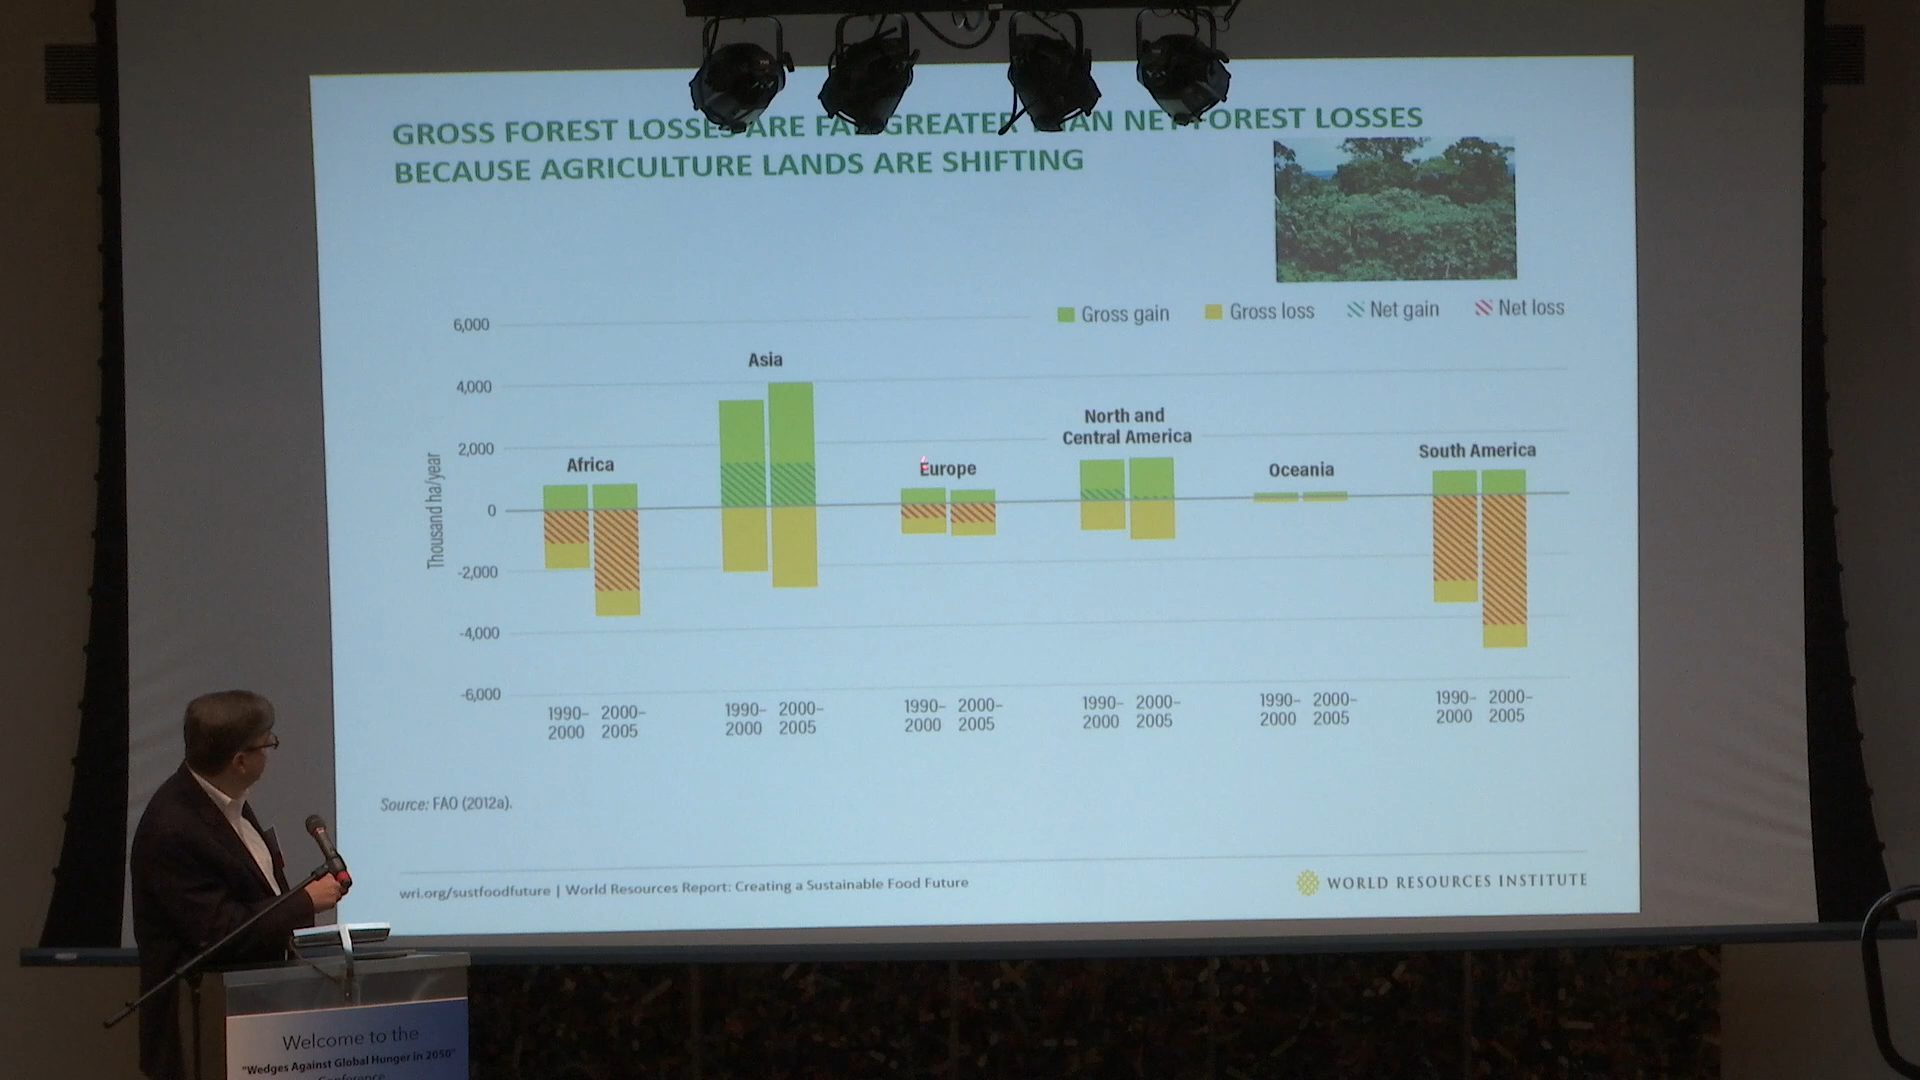 GROSS FOREST LOSSES ARE GREATER NET FOREST LOSSES
BECAUSE AGRICULTURE LANDS ARE SHIFTING
Gross gain Gross loss Net gain Net loss
Thousand ha/year
6,000
4,000
2,000
0
-2,000
-4,000
-6,000
Africa
Asia
Europe
North and
Central America
Oceania
South America
1990– 2000–
2000 2005
1990– 2000–
2000 2005
1990– 2000–
2000 2005
1990– 2000–
2000 2005
1990– 2000–
2000 2005
1990– 2000–
2000 2005
Source: FAO (2012a).
wri.org/sustfoodfuture | World Resources Report: Creating a Sustainable Food Future
WORLD RESOURCES INSTITUTE
Welcome to the
"Wedges Against Global Hunger in 2050"
Conference